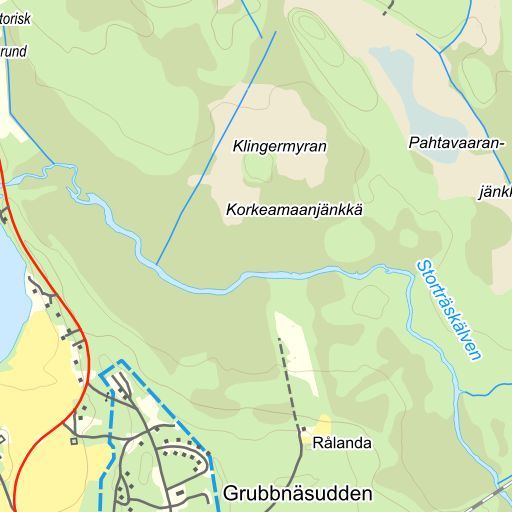 torisk
rund
Klingermyran
Pahtavaaran-
jänkk
Korkeamaanjänkkä
Storträskälven
Rålanda
Grubbnäsudden